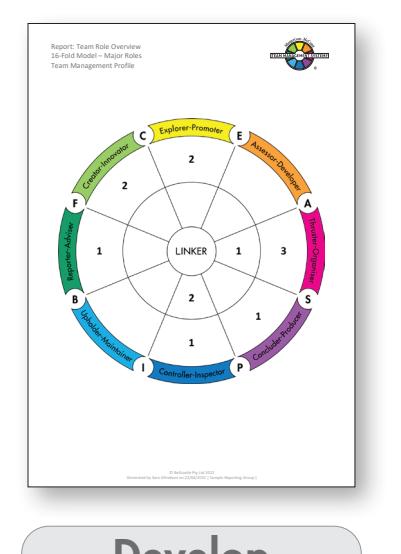 Report: Team Role Overview
16-Fold Model – Major Roles
Team Management Profile
TEAM MANAGEMENT SYSTEMS
C
Explorer-Promoter
E
Creator-Innovator
Assessor-Developer
2
2
F
A
Reporter-Adviser
1
LINKER
1
3
Thruster-Organiser
B
2
1
S
Upholder-Maintainer
1
Concluder-Producer
I
Controller-Inspector
P
Develop